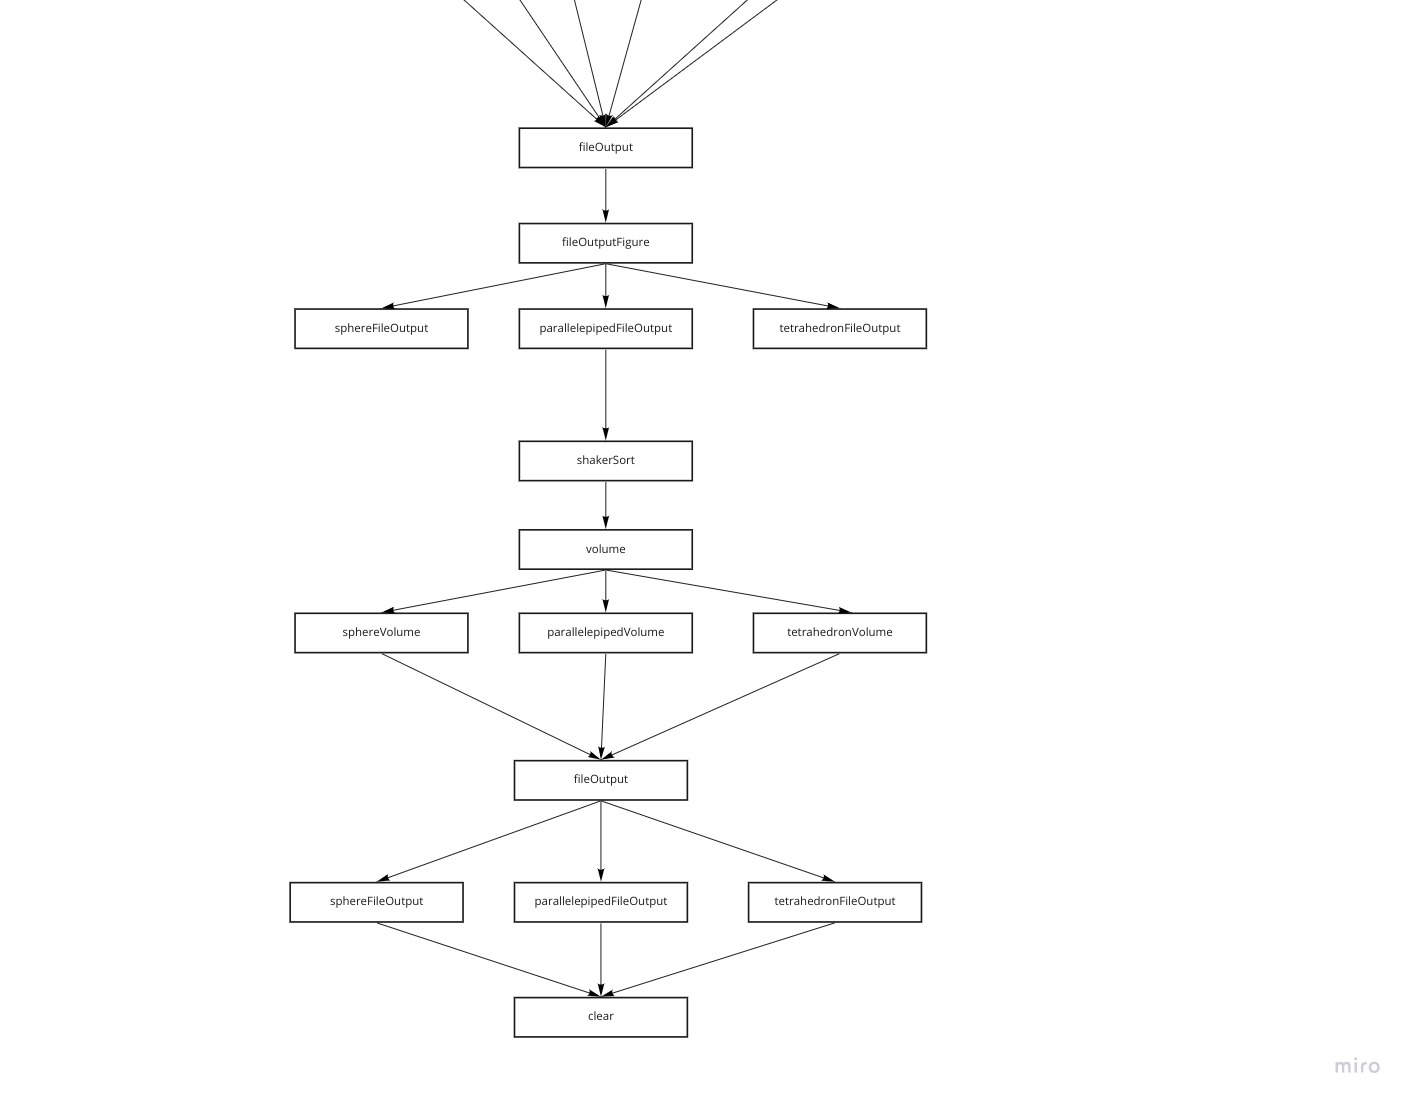 fileOutput
fileOutputFigure
sphereFileOutput
parallelepipedFileOutput
tetrahedronFileOutput
shakerSort
volume
sphereVolume
parallelepipedVolume
tetrahedronVolume
fileOutput
sphereFileOutput
parallelepipedFileOutput
tetrahedronFileOutput
clear
miro